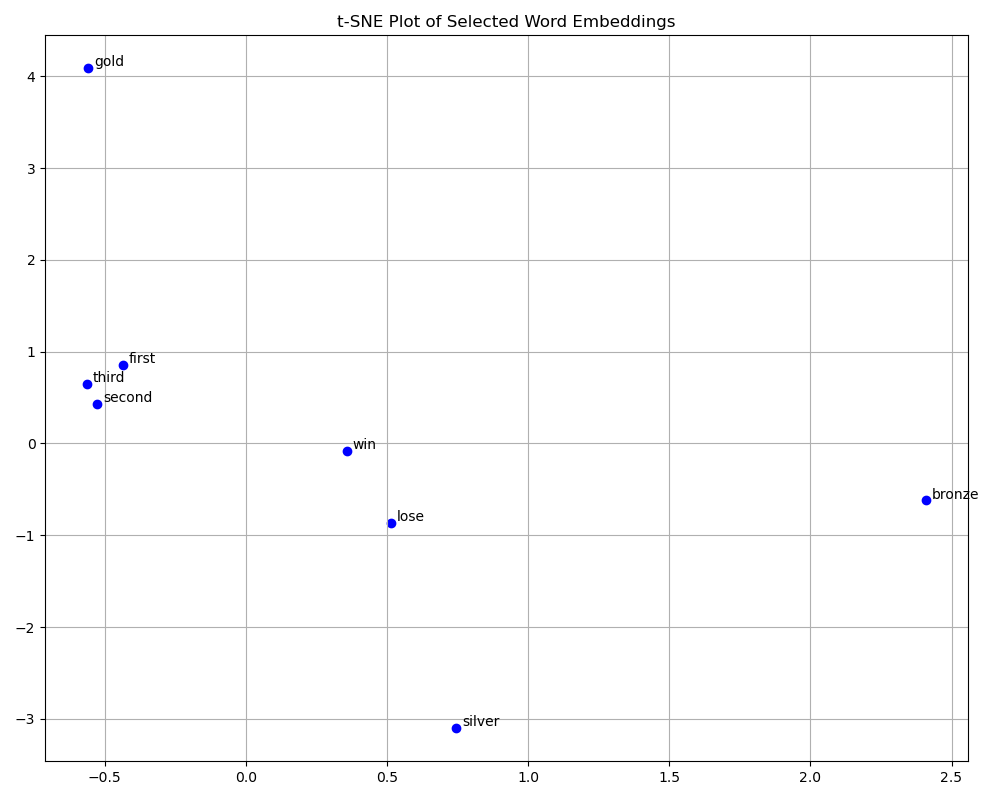 t-SNE Plot of Selected Word Embeddings
gold
4
3
2
1
first
third
second
0
win
bronze
lose
−1
−2
−3
silver
−0.5 0.0 0.5 1.0 1.5 2.0 2.5